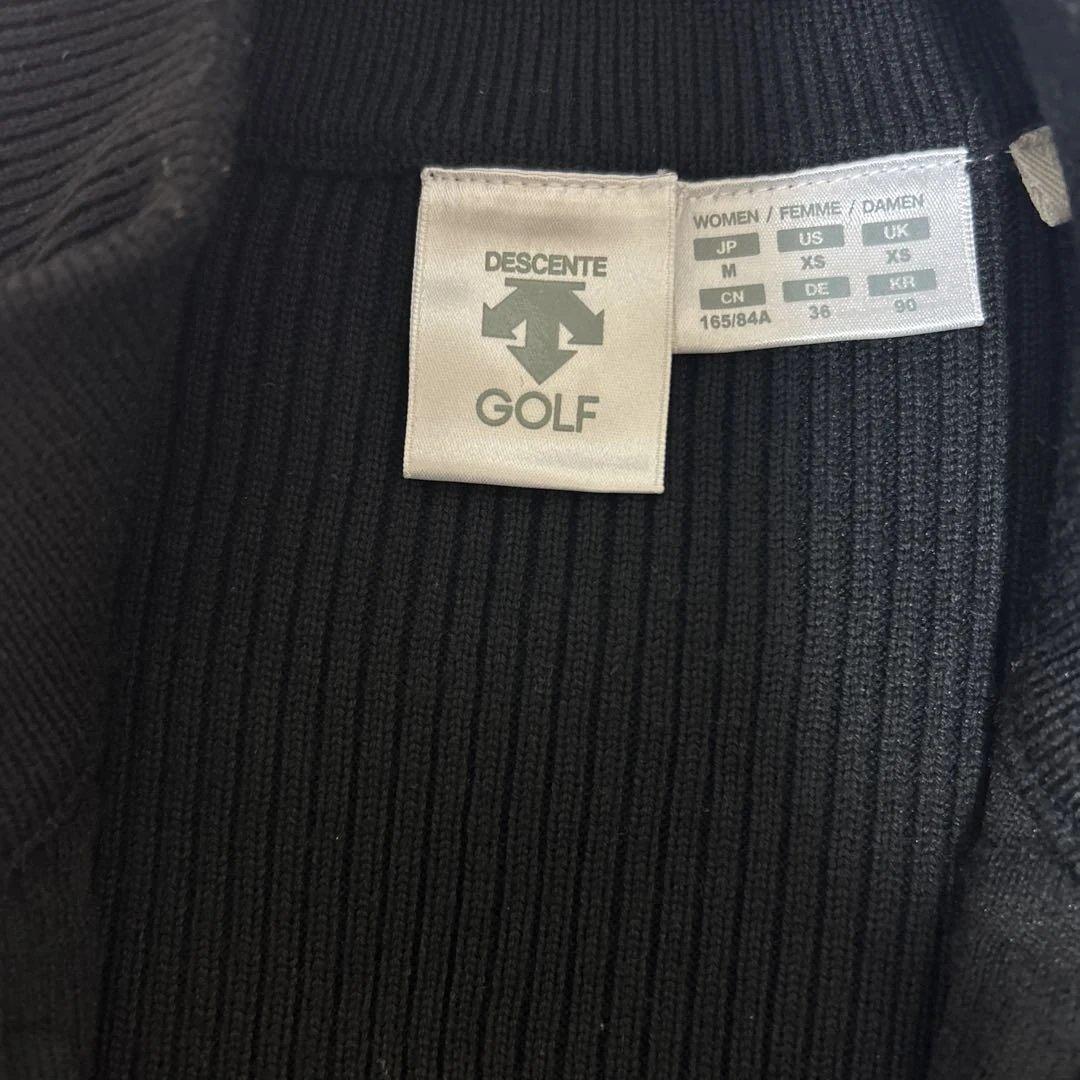 DESCENTE
GOLF
WOMEN / FEMME / DAMEN
JP US UK
M XS XS
CN DE KR
165/84A 36 90